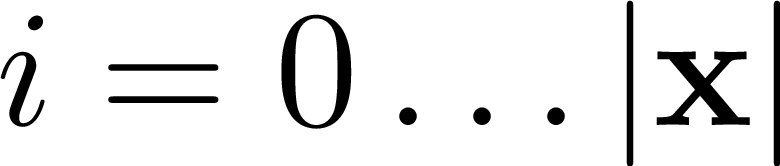 i = 0 . . . |𝐱|